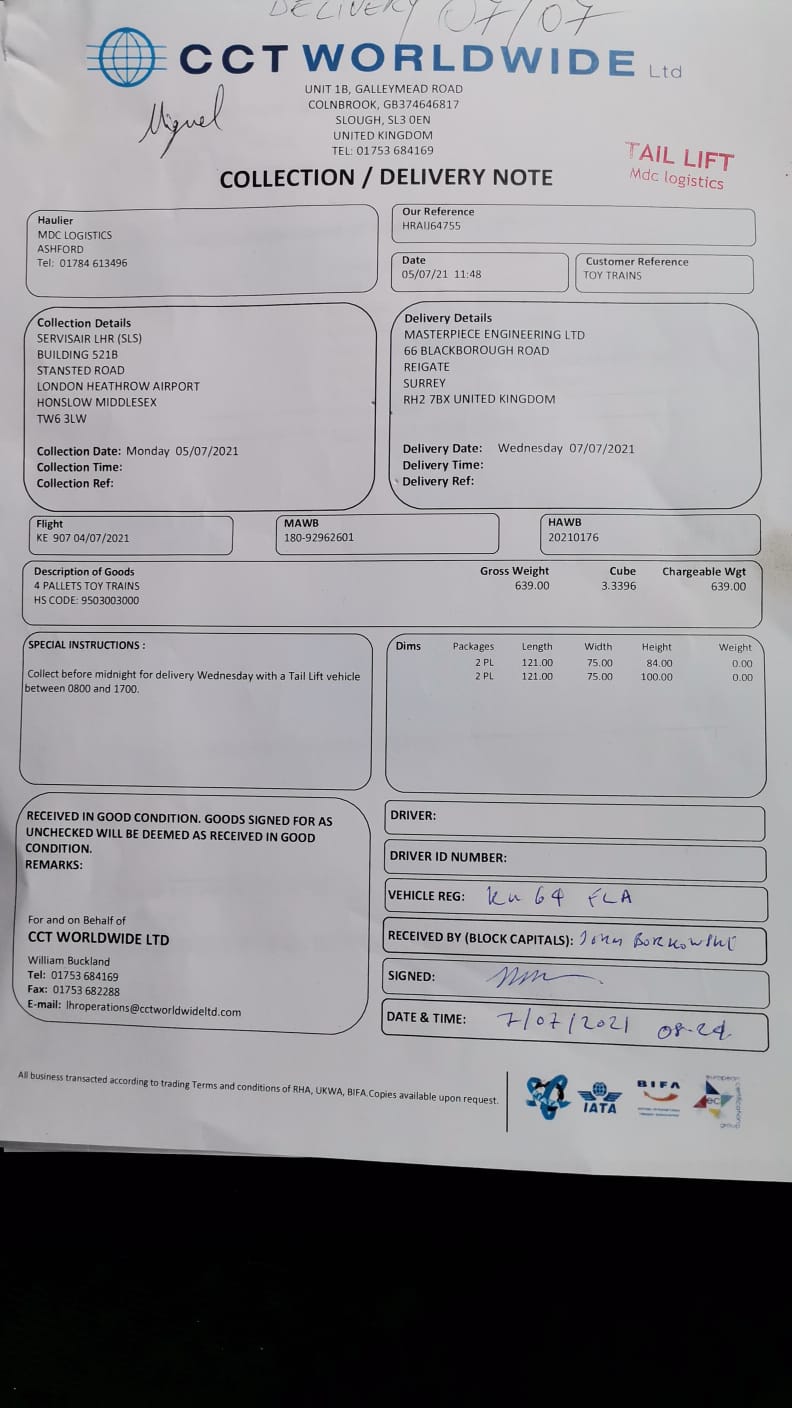 DELIVERY 07/07
CCT WORLDWIDE Ltd
UNIT 1B, GALLEYMEAD ROAD
COLNBROOK, GB374646817
SLOUGH, SL3 0EN
UNITED KINGDOM
TEL: 01753 684169
Miguel
TAIL LIFT
Mdc logistics
COLLECTION / DELIVERY NOTE
Haulier
MDC LOGISTICS
ASHFORD
Tel: 01784 613496
Our Reference
HRAIJ64755
Date
05/07/21 11:48
Customer Reference
TOY TRAINS
Collection Details
SERVISAIR LHR (SLS)
BUILDING 521B
STANSTED ROAD
LONDON HEATHROW AIRPORT
HONSLOW MIDDLESEX
TW6 3LW
Collection Date: Monday 05/07/2021
Collection Time:
Collection Ref:
Delivery Details
MASTERPIECE ENGINEERING LTD
66 BLACKBOROUGH ROAD
REIGATE
SURREY
RH2 7BX UNITED KINGDOM
Delivery Date: Wednesday 07/07/2021
Delivery Time:
Delivery Ref:
Flight
KE 907 04/07/2021
MAWB
180-92962601
HAWB
20210176
Description of Goods Gross Weight Cube Chargeable Wgt
4 PALLETS TOY TRAINS 639.00 3.3396 639.00
HS CODE: 9503003000
SPECIAL INSTRUCTIONS :
Collect before midnight for delivery Wednesday with a Tail Lift vehicle
between 0800 and 1700.
Dims Packages Length Width Height Weight
2 PL 121.00 75.00 84.00 0.00
2 PL 121.00 75.00 100.00 0.00
RECEIVED IN GOOD CONDITION. GOODS SIGNED FOR AS
UNCHECKED WILL BE DEEMED AS RECEIVED IN GOOD
CONDITION.
REMARKS:
For and on Behalf of
CCT WORLDWIDE LTD
William Buckland
Tel: 01753 684169
Fax: 01753 682288
E-mail: lhroperations@cctworldwideltd.com
DRIVER:
DRIVER ID NUMBER:
VEHICLE REG: KU 64 FLA
RECEIVED BY (BLOCK CAPITALS): JOHN BORKOWSKI
SIGNED:
DATE & TIME: 7/07/2021 08-24
All business transacted according to trading Terms and conditions of RHA, UKWA, BIFA.Copies available upon request.
IATA
BIFA
european
ec
certification
group